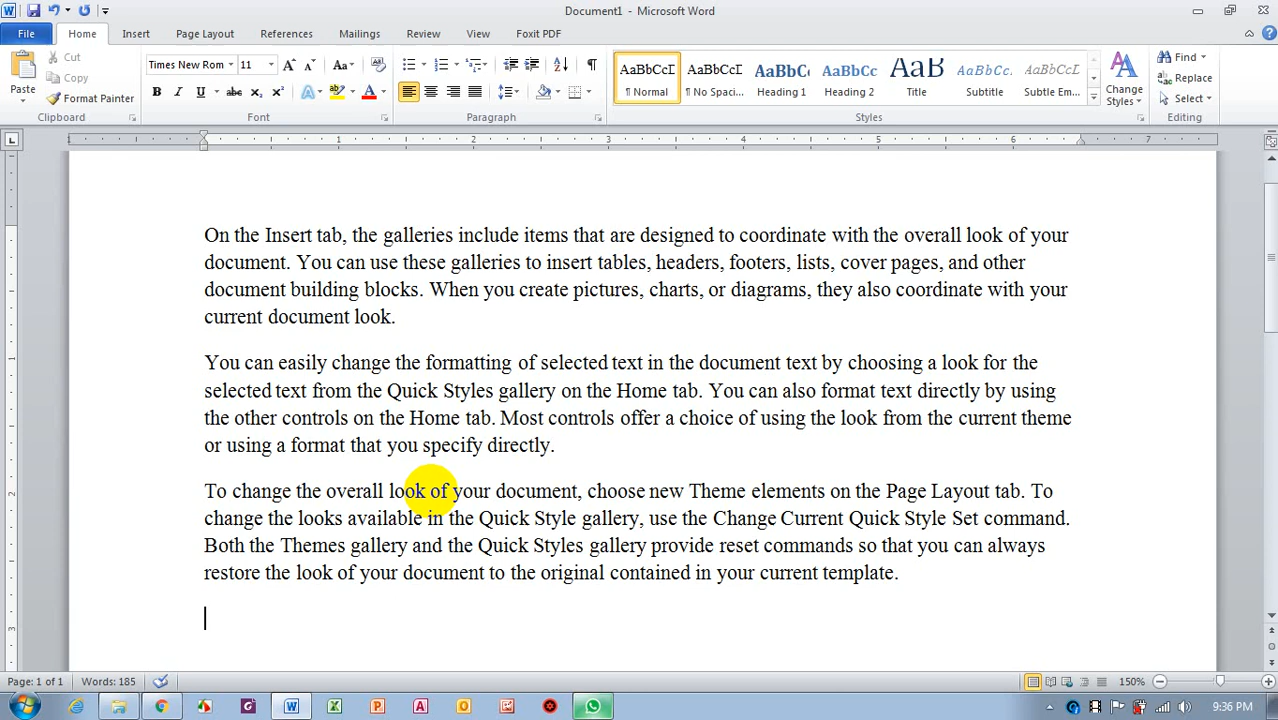 Document1 - Microsoft Word
File Home Insert Page Layout References Mailings Review View Foxit PDF
Cut
Copy
Format Painter
Paste
Clipboard
Times New Rom 11
Font
Paragraph
AaBbCcI AaBbCcI AaBbCc AaBbCc AaB AaBbCc. AaBbCcL
¶ Normal ¶ No Spaci... Heading 1 Heading 2 Title Subtitle Subtle Em...
Styles
Change Styles
Find
Replace
Select
Editing
1 1 2 3 4 5 6 7
On the Insert tab, the galleries include items that are designed to coordinate with the overall look of your
document. You can use these galleries to insert tables, headers, footers, lists, cover pages, and other
document building blocks. When you create pictures, charts, or diagrams, they also coordinate with your
current document look.
You can easily change the formatting of selected text in the document text by choosing a look for the
selected text from the Quick Styles gallery on the Home tab. You can also format text directly by using
the other controls on the Home tab. Most controls offer a choice of using the look from the current theme
or using a format that you specify directly.
To change the overall look of your document, choose new Theme elements on the Page Layout tab. To
change the looks available in the Quick Style gallery, use the Change Current Quick Style Set command.
Both the Themes gallery and the Quick Styles gallery provide reset commands so that you can always
restore the look of your document to the original contained in your current template.
Page: 1 of 1 Words: 185 150%
9:36 PM